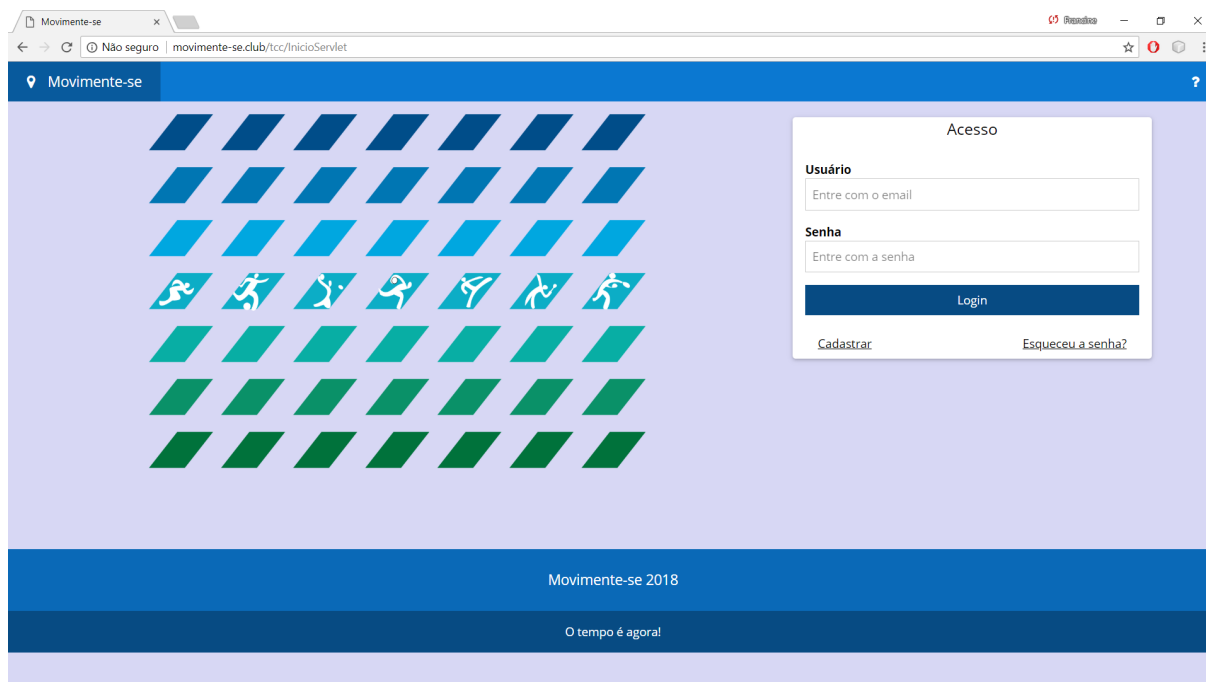 Movimente-se
Francine
Não seguro | movimente-se.club/tcc/InicioServlet
Movimente-se ?
Acesso
Usuário
Entre com o email
Senha
Entre com a senha
Login
Cadastrar Esqueceu a senha?
Movimente-se 2018
O tempo é agora!